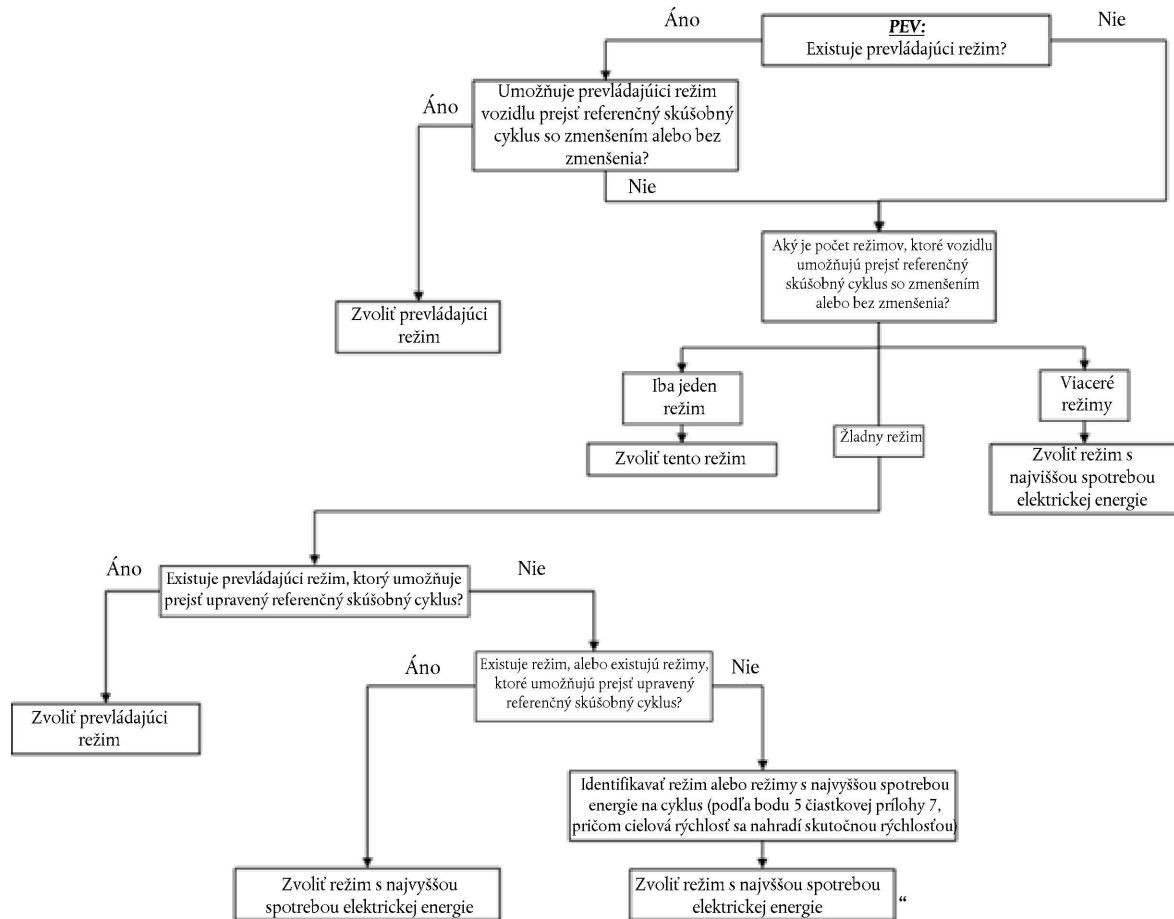 Áno
PEV:
Nie
Existuje prevládajúci režim?
Áno
Umožňuje prevládajúici režim
vozidlu prejsť referenčný skúšobný
cyklus so zmenšením alebo bez
zmenšenia?
Nie
Aký je počet režimov, ktoré vozidlu
umožňujú prejsť referenčný
skúšobný cyklus so zmenšením
alebo bez zmenšenia?
Zvoliť prevládajúci
režim
Iba jeden
režim
Viaceré
režimy
Žladny režim
Zvoliť tento režim
Zvoliť režim s
najviššou spotrebou
elektrickej energie
Áno
Existuje prevládajúci režim, ktorý umožňuje
prejsť upravený referenčný skúšobný cyklus?
Nie
Áno
Existuje režim, alebo existujú režimy,
ktoré umožňujú prejsť upravený
referenčný skúšobný cyklus?
Nie
Zvoliť prevládajúci
režim
Identifikavať režim alebo režimy s najvyššou spotrebou
energie na cyklus (podľa bodu 5 čiastkovej prílohy 7,
pričom cielová rýchlosť sa nahradí skutočnou rýchlosťou)
Zvoliť režim s najvyššou
spotrebou elektrickej energie
Zvoliť režim s najvššou spotrebou
elektrickej energie
“